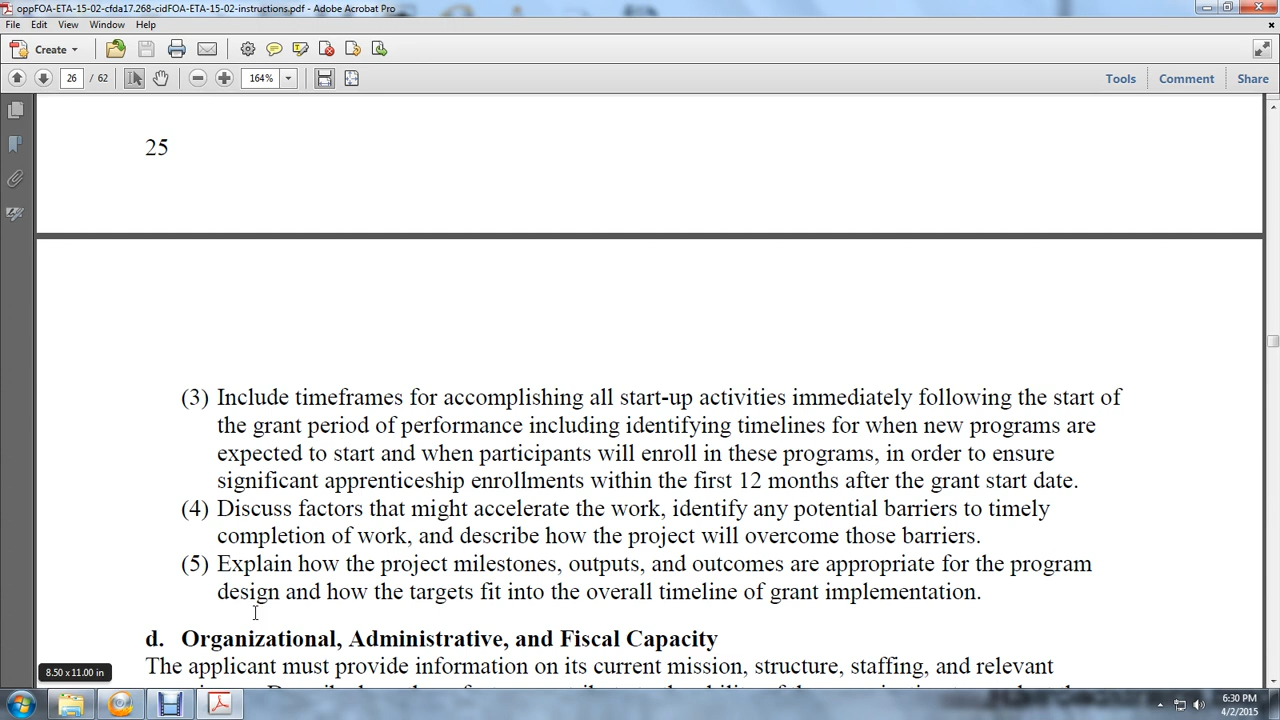 oppFOA-ETA-15-02-cfda17.268-cidFOA-ETA-15-02-instructions.pdf - Adobe Acrobat Pro
File Edit View Window Help
Create
26 / 62 164% Tools Comment Share
25
(3) Include timeframes for accomplishing all start-up activities immediately following the start of
the grant period of performance including identifying timelines for when new programs are
expected to start and when participants will enroll in these programs, in order to ensure
significant apprenticeship enrollments within the first 12 months after the grant start date.
(4) Discuss factors that might accelerate the work, identify any potential barriers to timely
completion of work, and describe how the project will overcome those barriers.
(5) Explain how the project milestones, outputs, and outcomes are appropriate for the program
design and how the targets fit into the overall timeline of grant implementation.
d. Organizational, Administrative, and Fiscal Capacity
The applicant must provide information on its current mission, structure, staffing, and relevant
8.50 x 11.00 in
6:30 PM
4/2/2015